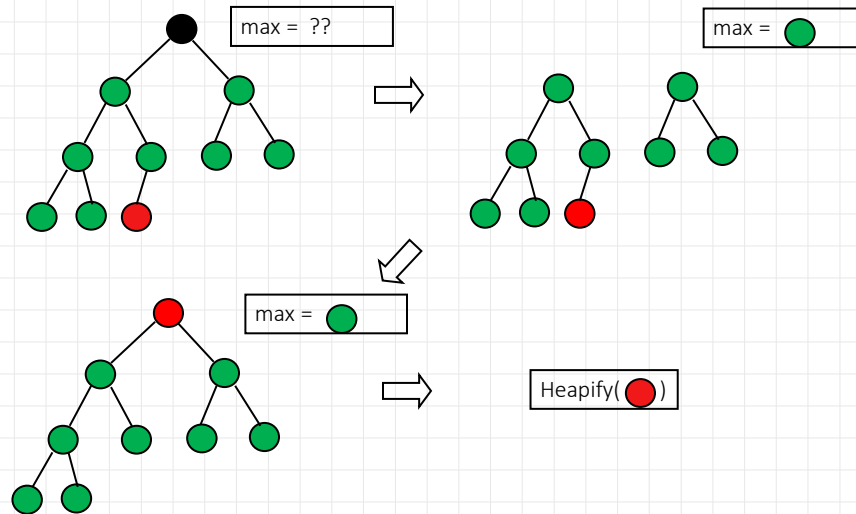 max = ??
max =
max =
Heapify( )